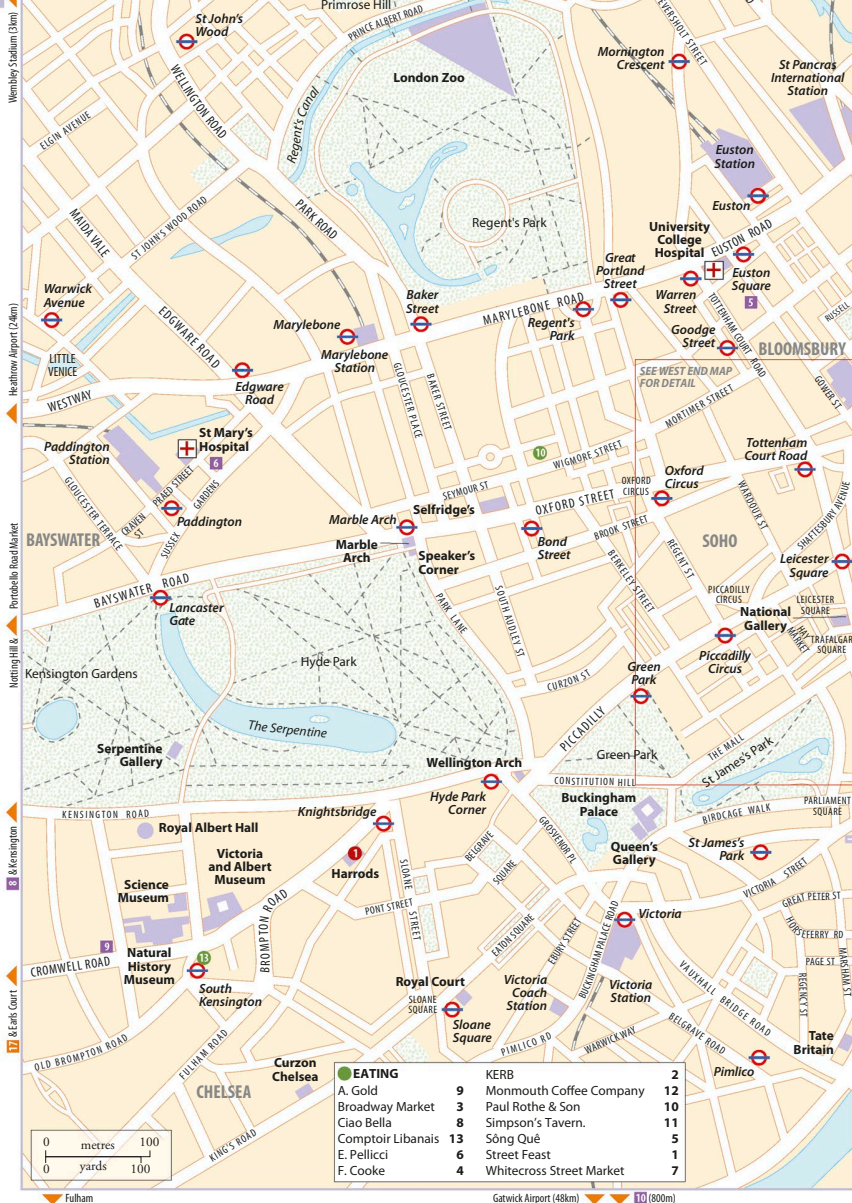 Primrose Hill
PRINCE ALBERT ROAD
St John's
Wood
EVERSHOLT STREET
Mornington
Crescent
St Pancras
International
Station
London Zoo
Wembley Stadium (3km)
WELLINGTON ROAD
Regent's Canal
ELGIN AVENUE
Euston
Station
Euston
PARK ROAD
ST JOHN'S WOOD ROAD
MAIDA VALE
Regent's Park
University
College
Hospital
EUSTON ROAD
Great
Portland
Street
Euston
Square
5
Warren
Street
Warwick
Avenue
Baker
Street
MARYLEBONE ROAD
Regent's
Park
TOTTENHAM COURT ROAD
RUSSELL
Heathrow Airport (24km)
EDGWARE ROAD
Marylebone
Marylebone
Station
Goodge
Street
BLOOMSBURY
LITTLE
VENICE
Edgware
Road
GLOUCESTER PLACE
BAKER STREET
SEE WEST END MAP
FOR DETAIL
GOWER ST
WESTWAY
MORTIMER STREET
Paddington
Station
St Mary's
Hospital
6
10
WIGMORE STREET
Tottenham
Court Road
PRAED STREET
GLOUCESTER TERRACE
CRAVEN
ST
SUSSEX
GARDENS
Paddington
SEYMOUR ST
Selfridge's
OXFORD STREET
OXFORD
CIRCUS
Oxford
Circus
WARDOUR ST
SHAFTESBURY AVENUE
Marble Arch
Marble
Arch
Speaker's
Corner
Bond
Street
BROOK STREET
BAYSWATER
SOHO
REGENT ST
BERKELEY STREET
Leicester
Square
Portobello Road Market
Notting Hill &
BAYSWATER ROAD
Lancaster
Gate
PARK LANE
SOUTH AUDLEY ST
PICCADILLY
CIRCUS
LEICESTER
SQUARE
National
Gallery
HAY
MARKET
TRAFALGAR
SQUARE
Piccadilly
Circus
Kensington Gardens
Hyde Park
CURZON ST
Green
Park
PICCADILLY
The Serpentine
Serpentine
Gallery
Green Park
THE MALL
St James's Park
Wellington Arch
Hyde Park
Corner
CONSTITUTION HILL
Buckingham
Palace
BIRDCAGE WALK
PARLIAMENT
SQUARE
KENSINGTON ROAD
Knightsbridge
Royal Albert Hall
8 & Kensington
GROSVENOR PL
Queen's
Gallery
St James's
Park
1
Harrods
BELGRAVE
SQUARE
Victoria
and Albert
Museum
Science
Museum
SLOANE
STREET
PONT STREET
VICTORIA STREET
GREAT PETER ST
HORSEFERRY RD
BROMPTON ROAD
EATON SQUARE
EBURY STREET
BUCKINGHAM PALACE ROAD
Victoria
9
13
CROMWELL ROAD
Natural
History
Museum
South
Kensington
Royal Court
SLOANE
SQUARE
Sloane
Square
Victoria
Coach
Station
Victoria
Station
VAUXHALL BRIDGE ROAD
PAGE ST
REGENCY ST
MARSHAM ST
17 & Earls Court
OLD BROMPTON ROAD
FULHAM ROAD
PIMLICO RD
WARWICK WAY
BELGRAVE ROAD
Tate
Britain
Pimlico
Curzon
Chelsea
CHELSEA
KING'S ROAD
0 metres 100
0 yards 100
EATING
A. Gold 9
Broadway Market 3
Ciao Bella 8
Comptoir Libanais 13
E. Pellicci 6
F. Cooke 4
KERB 2
Monmouth Coffee Company 12
Paul Rothe & Son 10
Simpson's Tavern. 11
Sông Quê 5
Street Feast 1
Whitecross Street Market 7
Fulham
Gatwick Airport (48km)
10 (800m)